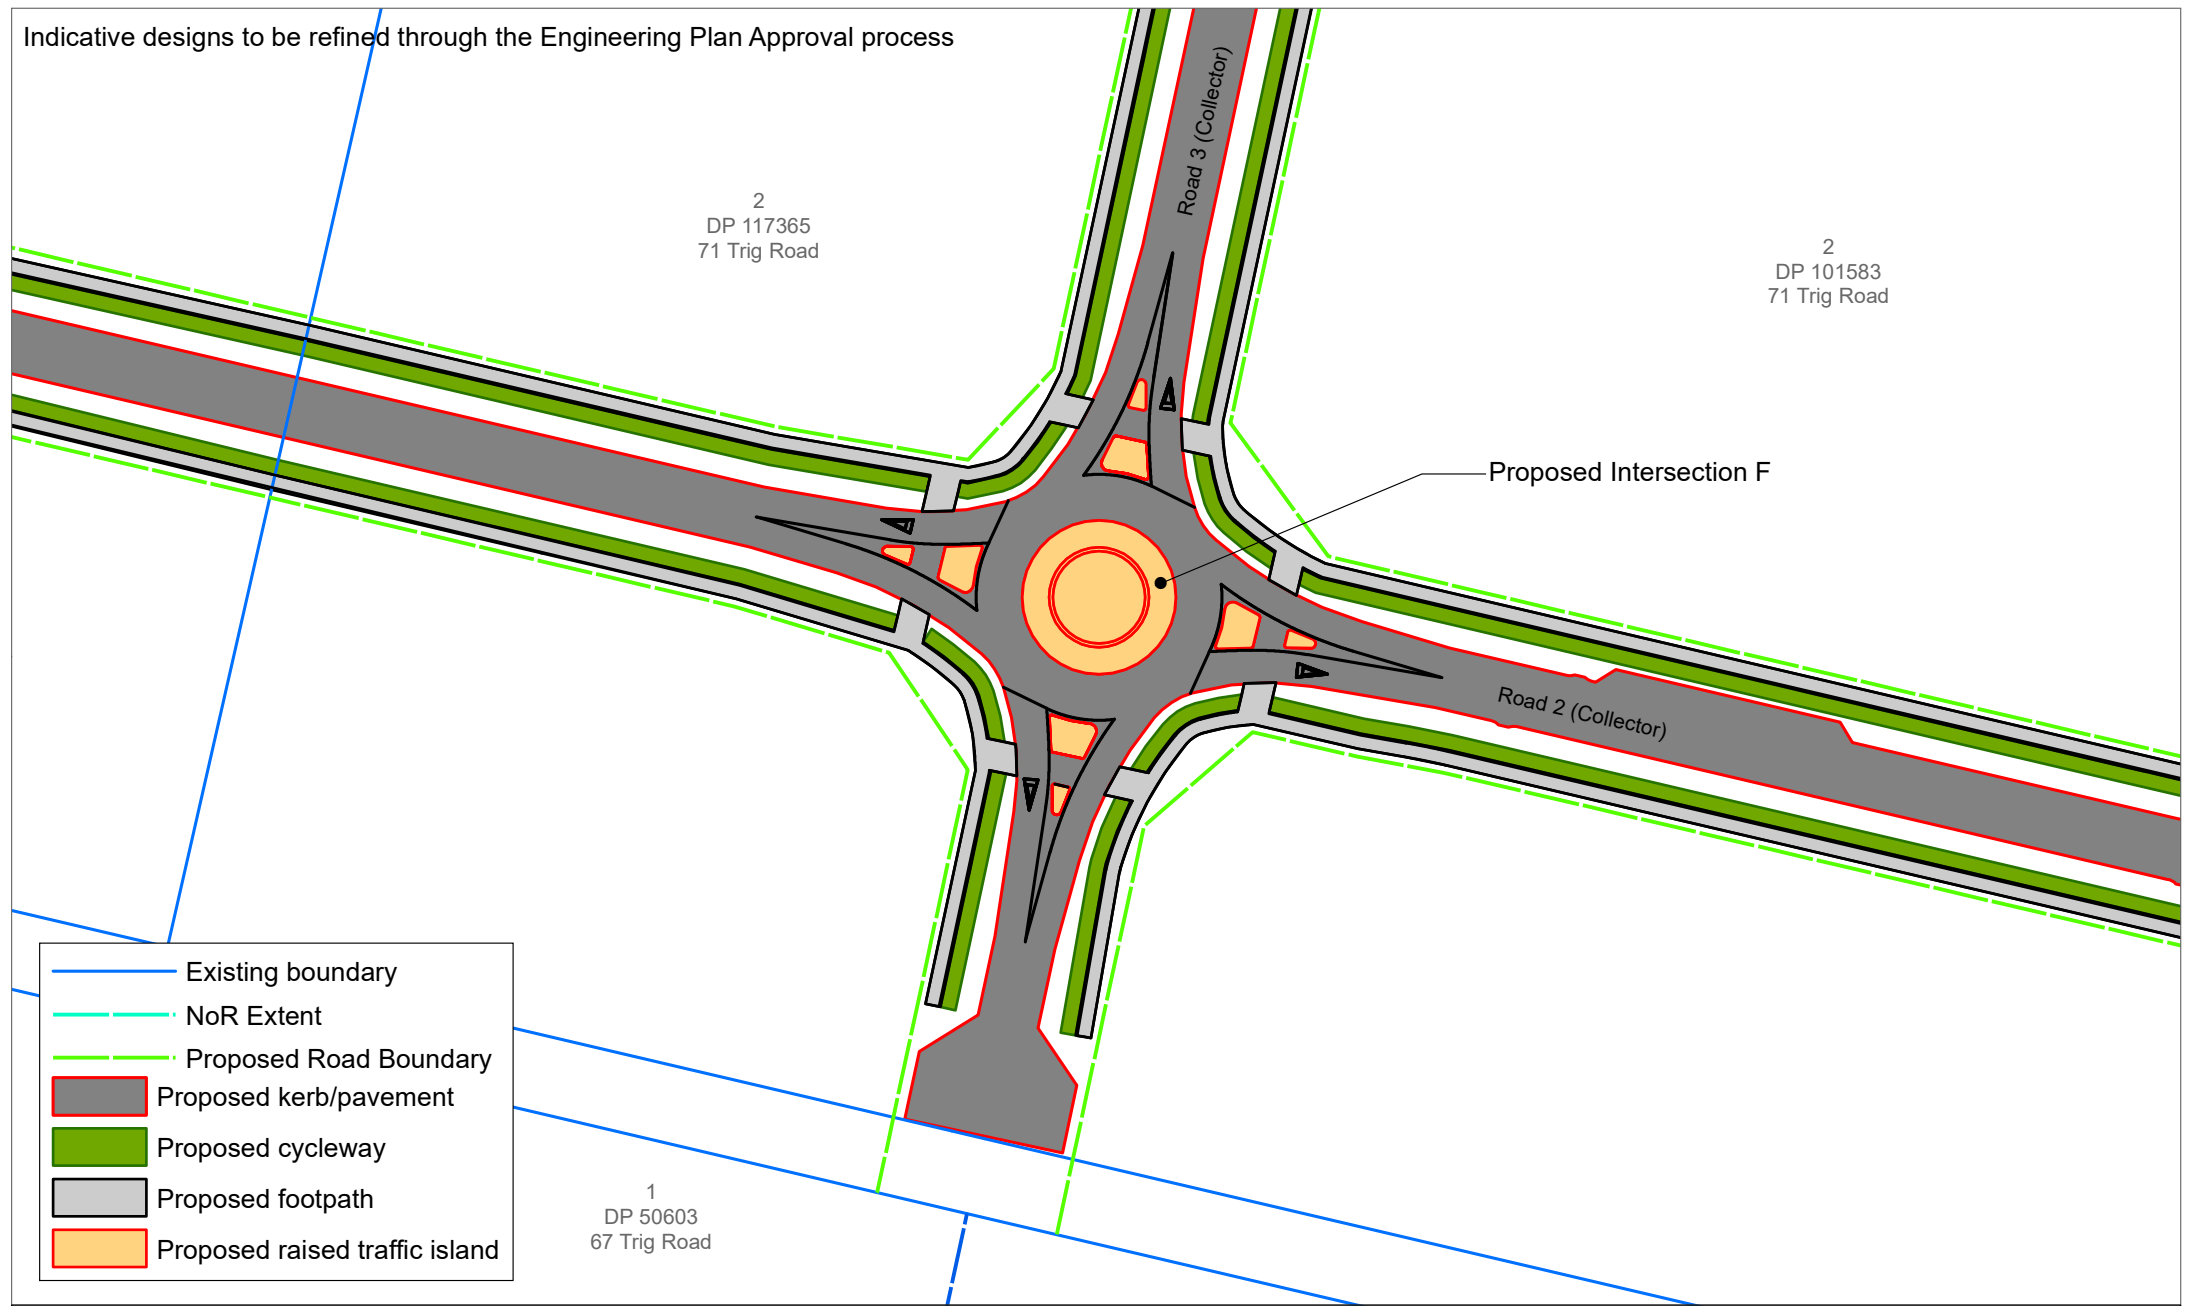 Indicative designs to be refined through the Engineering Plan Approval process
Road 3 (Collector)
2
DP 117365
71 Trig Road
2
DP 101583
71 Trig Road
Proposed Intersection F
Road 2 (Collector)
Existing boundary
NoR Extent
Proposed Road Boundary
Proposed kerb/pavement
Proposed cycleway
Proposed footpath
Proposed raised traffic island
1
DP 50603
67 Trig Road